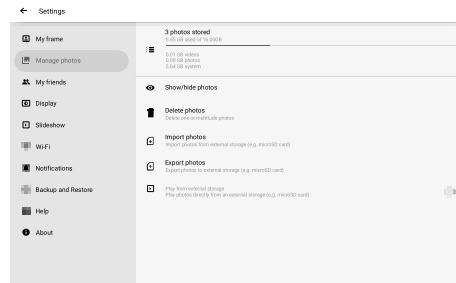 Settings
My frame
Manage photos
My friends
Display
Slideshow
Wi-Fi
Notifications
Backup and Restore
Help
About
3 photos stored
5.65 GB used of 16.00GB
0.01 GB videos
0.00 GB photos
5.64 GB system
Show/hide photos
Delete photos
Delete one or multitude photos
Import photos
Import photos from external storage (e.g. microSD card)
Export photos
Export photos to external storage (e.g. microSD card)
Play from external storage
Play photos directly from an external storage (e.g. microSD card)